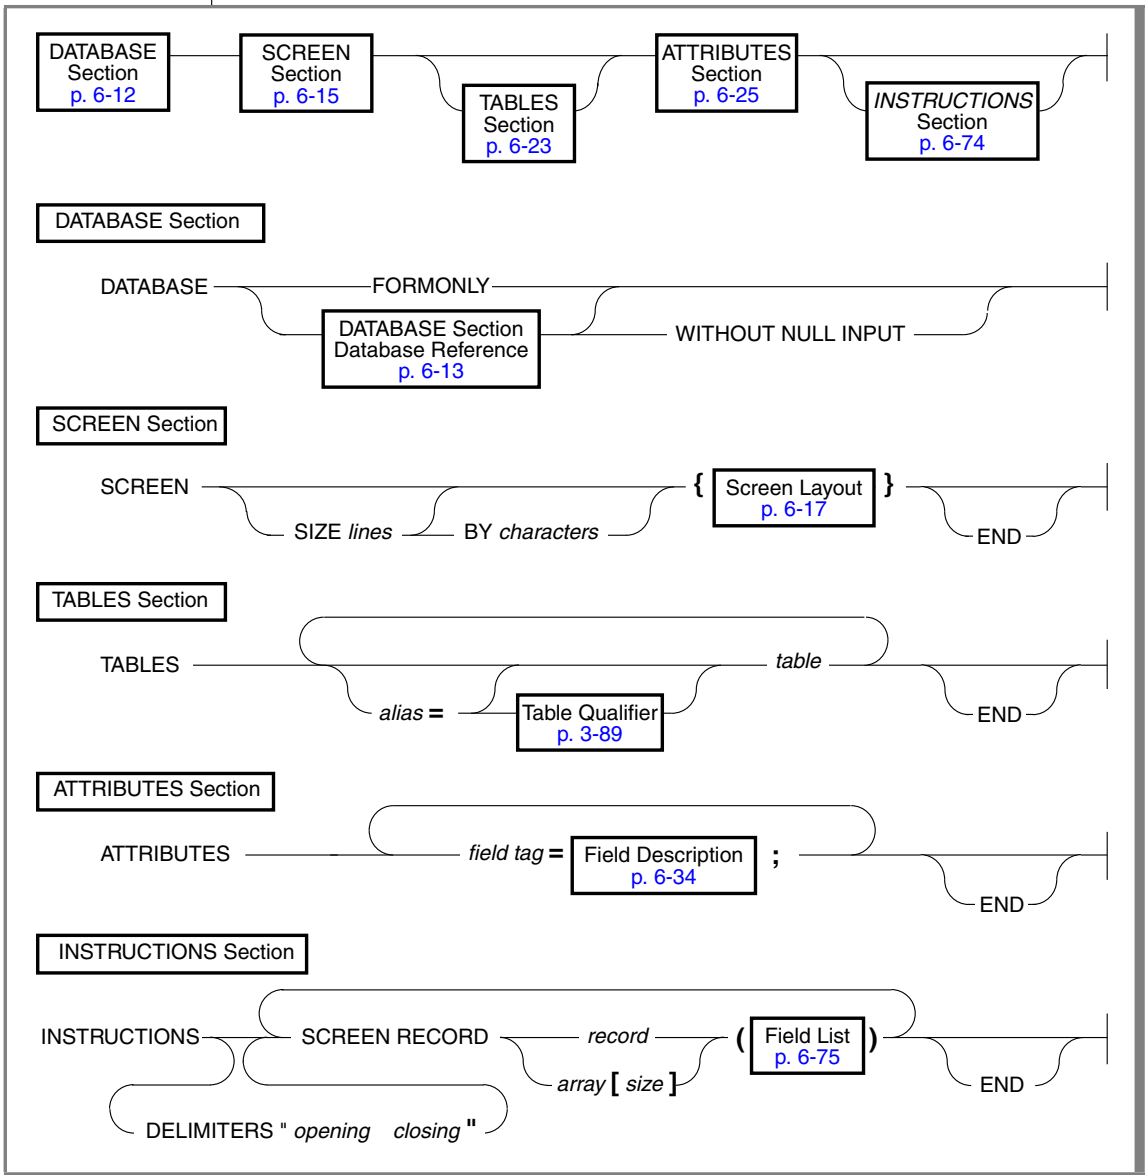 DATABASE
Section
p. 6-12
SCREEN
Section
p. 6-15
TABLES
Section
p. 6-23
ATTRIBUTES
Section
p. 6-25
INSTRUCTIONS
Section
p. 6-74
DATABASE Section
DATABASE
FORMONLY
DATABASE Section
Database Reference
p. 6-13
WITHOUT NULL INPUT
SCREEN Section
SCREEN
SIZE lines
BY characters
{
Screen Layout
p. 6-17
}
END
TABLES Section
TABLES
alias =
Table Qualifier
p. 3-89
table
END
ATTRIBUTES Section
ATTRIBUTES
field tag =
Field Description
p. 6-34
;
END
INSTRUCTIONS Section
INSTRUCTIONS
SCREEN RECORD
record
array [ size ]
(
Field List
p. 6-75
)
END
DELIMITERS " opening closing "